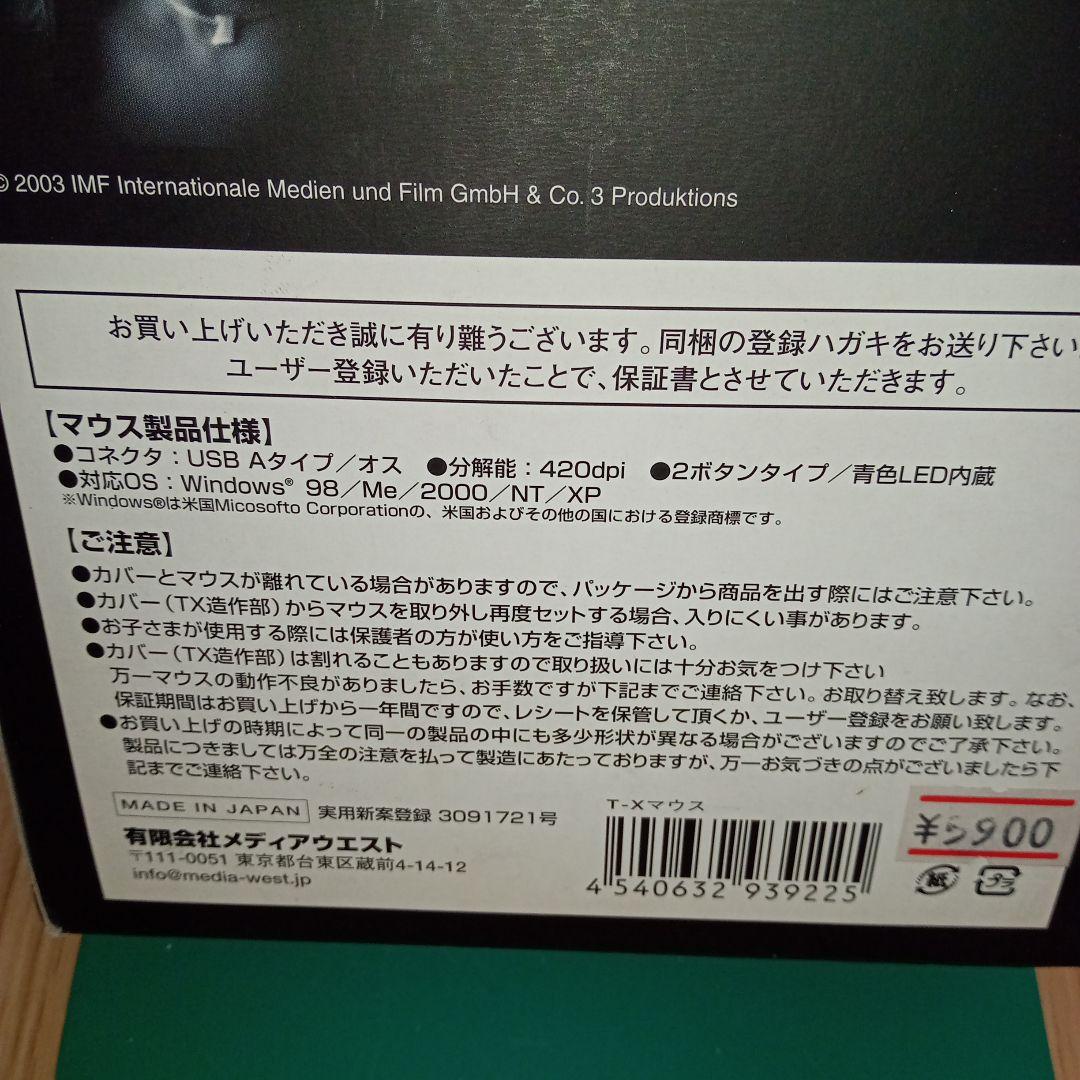 © 2003 IMF Internationale Medien und Film GmbH & Co. 3 Produktions
お買い上げいただき誠に有り難うございます。同梱の登録ハガキをお送り下さい
ユーザー登録いただいたことで、保証書とさせていただきます。
【マウス製品仕様】
●コネクタ：USB Aタイプ／オス ●分解能：420dpi ●2ボタンタイプ／青色LED内蔵
●対応OS：Windows® 98／Me／2000／NT／XP
※Windows®は米国Micosofto Corporationの、米国およびその他の国における登録商標です。
【ご注意】
●カバーとマウスが離れている場合がありますので、パッケージから商品を出す際にはご注意下さい。
●カバー（TX造作部）からマウスを取り外し再度セットする場合、入りにくい事があります。
●お子さまが使用する際には保護者の方が使い方をご指導下さい。
●カバー（TX造作部）は割れることもありますので取り扱いには十分お気をつけ下さい
万一マウスの動作不良がありましたら、お手数ですが下記までご連絡下さい。お取り替え致します。なお、
保証期間はお買い上げから一年間ですので、レシートを保管して頂くか、ユーザー登録をお願い致します。
●お買い上げの時期によって同一の製品の中にも多少形状が異なる場合がございますのでご了承下さい。
製品につきましては万全の注意を払って製造にあたっておりますが、万一お気づきの点がございましたら下
記までご連絡下さい。
MADE IN JAPAN 実用新案登録 3091721号
有限会社メディアウエスト
〒111-0051 東京都台東区蔵前4-14-12
info@media-west.jp
T-Xマウス
4 540632 939225
¥5900
紙 プラ